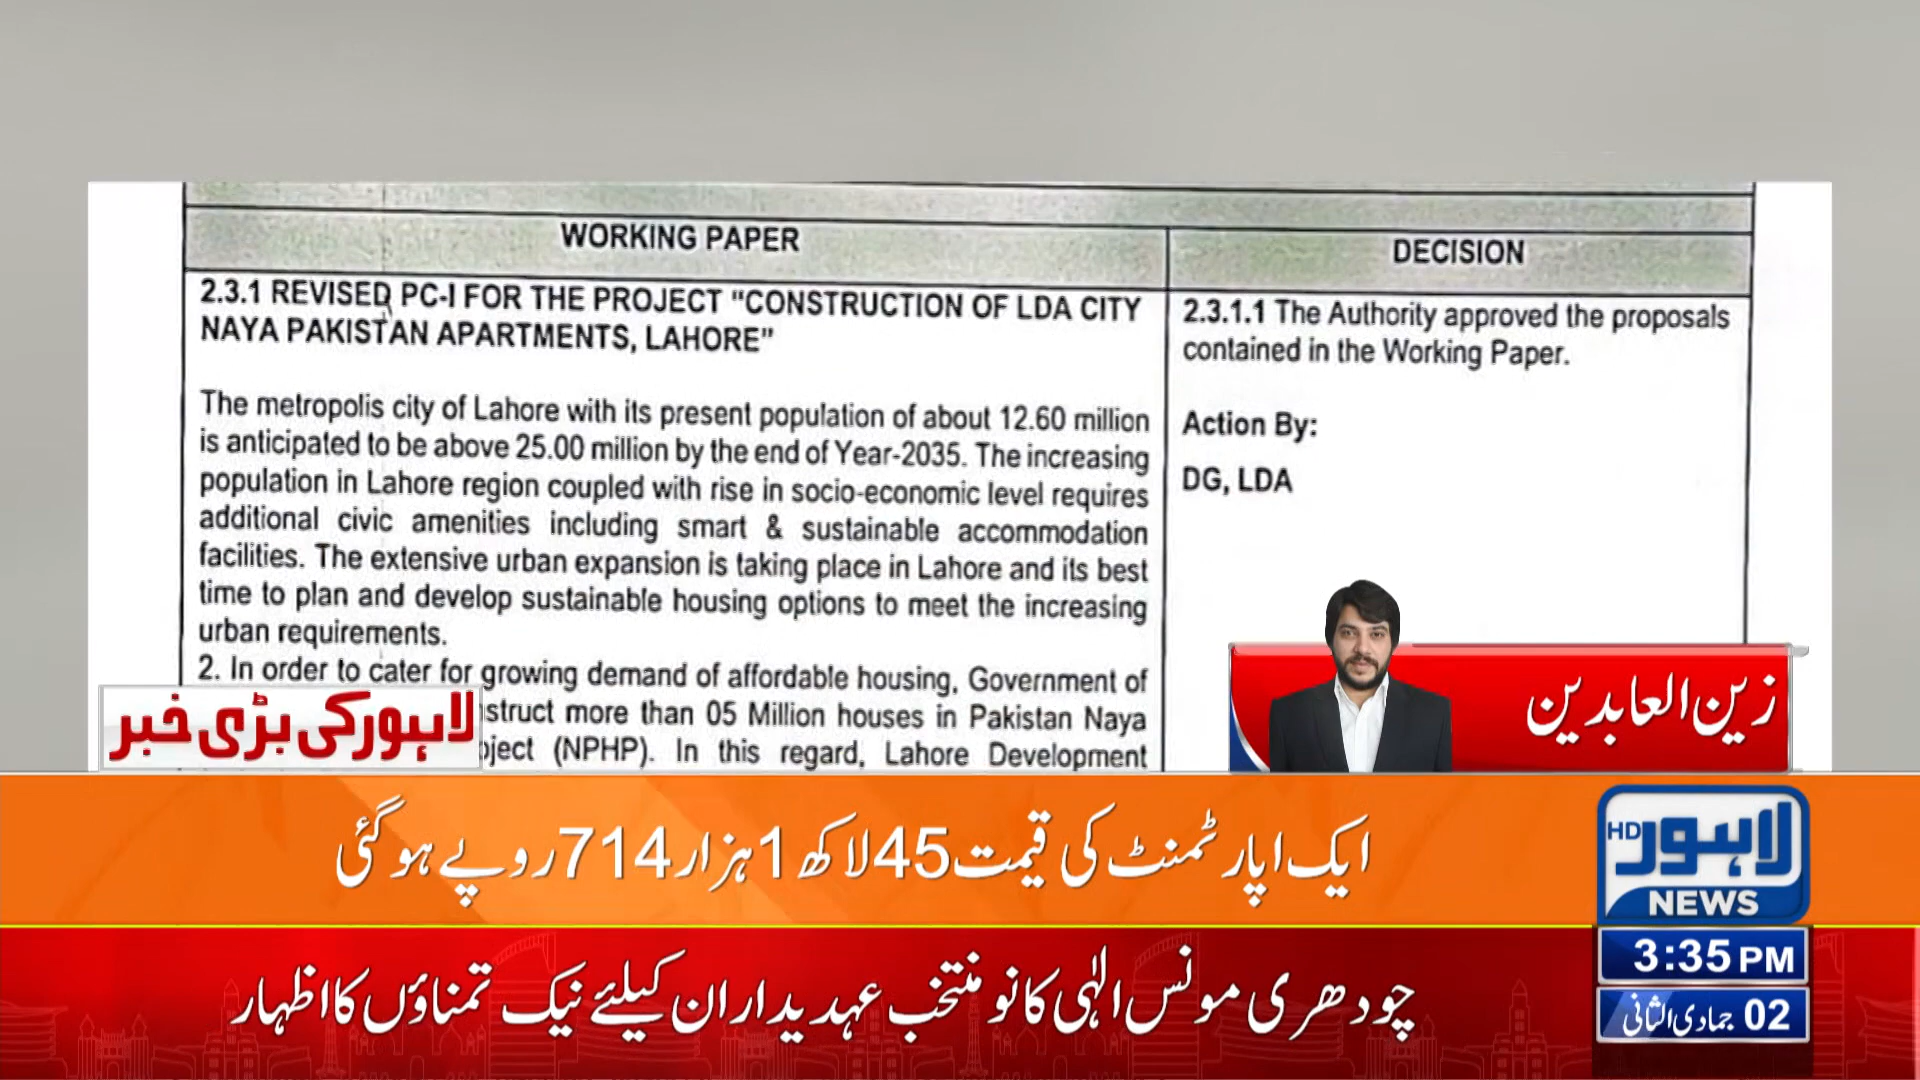 WORKING PAPER
DECISION
2.3.1 REVISED PC-I FOR THE PROJECT "CONSTRUCTION OF LDA CITY
NAYA PAKISTAN APARTMENTS, LAHORE"
The metropolis city of Lahore with its present population of about 12.60 million
is anticipated to be above 25.00 million by the end of Year-2035. The increasing
population in Lahore region coupled with rise in socio-economic level requires
additional civic amenities including smart & sustainable accommodation
facilities. The extensive urban expansion is taking place in Lahore and its best
time to plan and develop sustainable housing options to meet the increasing
urban requirements.
2. In order to cater for growing demand of affordable housing, Government of
struct more than 05 Million houses in Pakistan Naya
ject (NPHP). In this regard, Lahore Development
2.3.1.1 The Authority approved the proposals
contained in the Working Paper.
Action By:
DG, LDA
زین العابدین
لاہور کی بڑی خبر
ایک اپارٹمنٹ کی قیمت 45 لاکھ 1 ہزار 714 روپے ہو گئی
چودھری مونس الٰہی کا نو منتخب عہدیداران کیلئے نیک تمناؤں کا اظہار
لاہور HD
NEWS
3:35 PM
02 جمادی الثانی